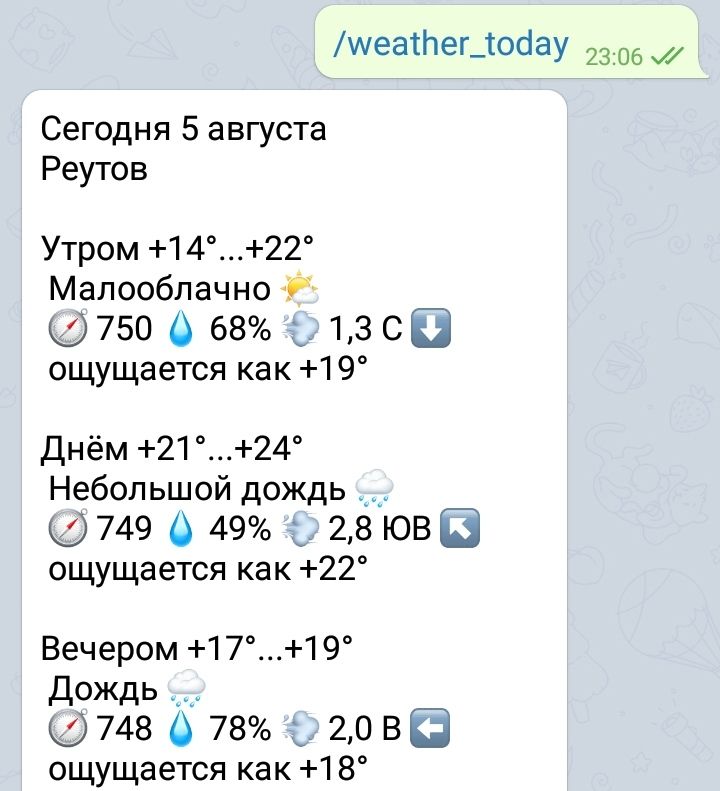 /weather_today 23:06
Сегодня 5 августа
Реутов
Утром +14°...+22°
Малооблачно 🌤
🧭 750 💧 68% 💨 1,3 С ⬇️
ощущается как +19°
Днём +21°...+24°
Небольшой дождь 🌧
🧭 749 💧 49% 💨 2,8 ЮВ ↖️
ощущается как +22°
Вечером +17°...+19°
Дождь 🌧
🧭 748 💧 78% 💨 2,0 В ⬅️
ощущается как +18°